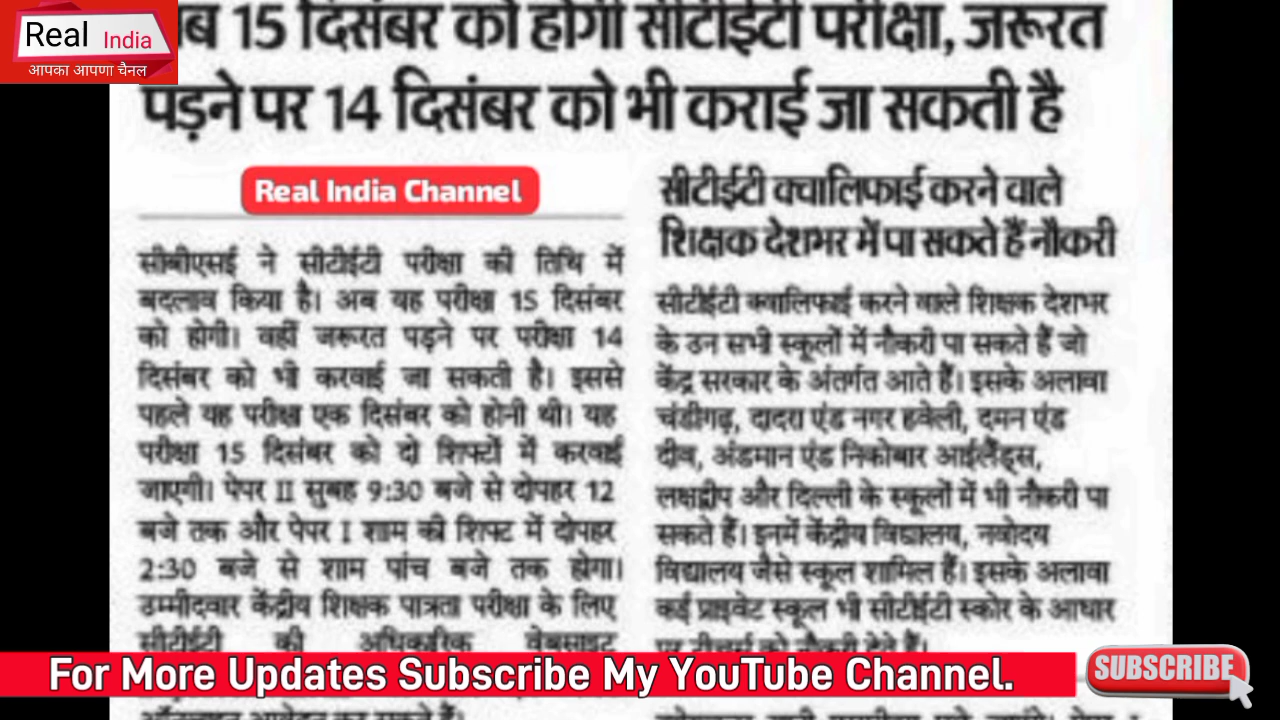 Real India
आपका आपणा चैनल
ब 15 दिसंबर को होगी सीटीईटी परीक्षा, जरूरत
पड़ने पर 14 दिसंबर को भी कराई जा सकती है
Real India Channel
सीबीएसई ने सीटीईटी परीक्षा की तिथि में
बदलाव किया है। अब यह परीक्षा 15 दिसंबर
को होगी। वहीं जरूरत पड़ने पर परीक्षा 14
दिसंबर को भी करवाई जा सकती है। इससे
पहले यह परीक्षा एक दिसंबर को होनी थी। यह
परीक्षा 15 दिसंबर को दो शिफ्टों में करवाई
जाएगी। पेपर II सुबह 9:30 बजे से दोपहर 12
बजे तक और पेपर I शाम की शिफ्ट में दोपहर
2:30 बजे से शाम पांच बजे तक होगा।
उम्मीदवार केंद्रीय शिक्षक पात्रता परीक्षा के लिए
सीटीईटी की अधिकारिक वेबसाइट
सीटीईटी क्वालिफाई करने वाले
शिक्षक देशभर में पा सकते हैं नौकरी
सीटीईटी क्वालिफाई करने वाले शिक्षक देशभर
के उन सभी स्कूलों में नौकरी पा सकते हैं जो
केंद्र सरकार के अंतर्गत आते हैं। इसके अलावा
चंडीगढ़, दादरा एंड नगर हवेली, दमन एंड
दीव, अंडमान एंड निकोबार आईलैंड्स,
लक्षद्वीप और दिल्ली के स्कूलों में भी नौकरी पा
सकते हैं। इनमें केंद्रीय विद्यालय, नवोदय
विद्यालय जैसे स्कूल शामिल हैं। इसके अलावा
कई प्राइवेट स्कूल भी सीटीईटी स्कोर के आधार
For More Updates Subscribe My YouTube Channel.
SUBSCRIBE